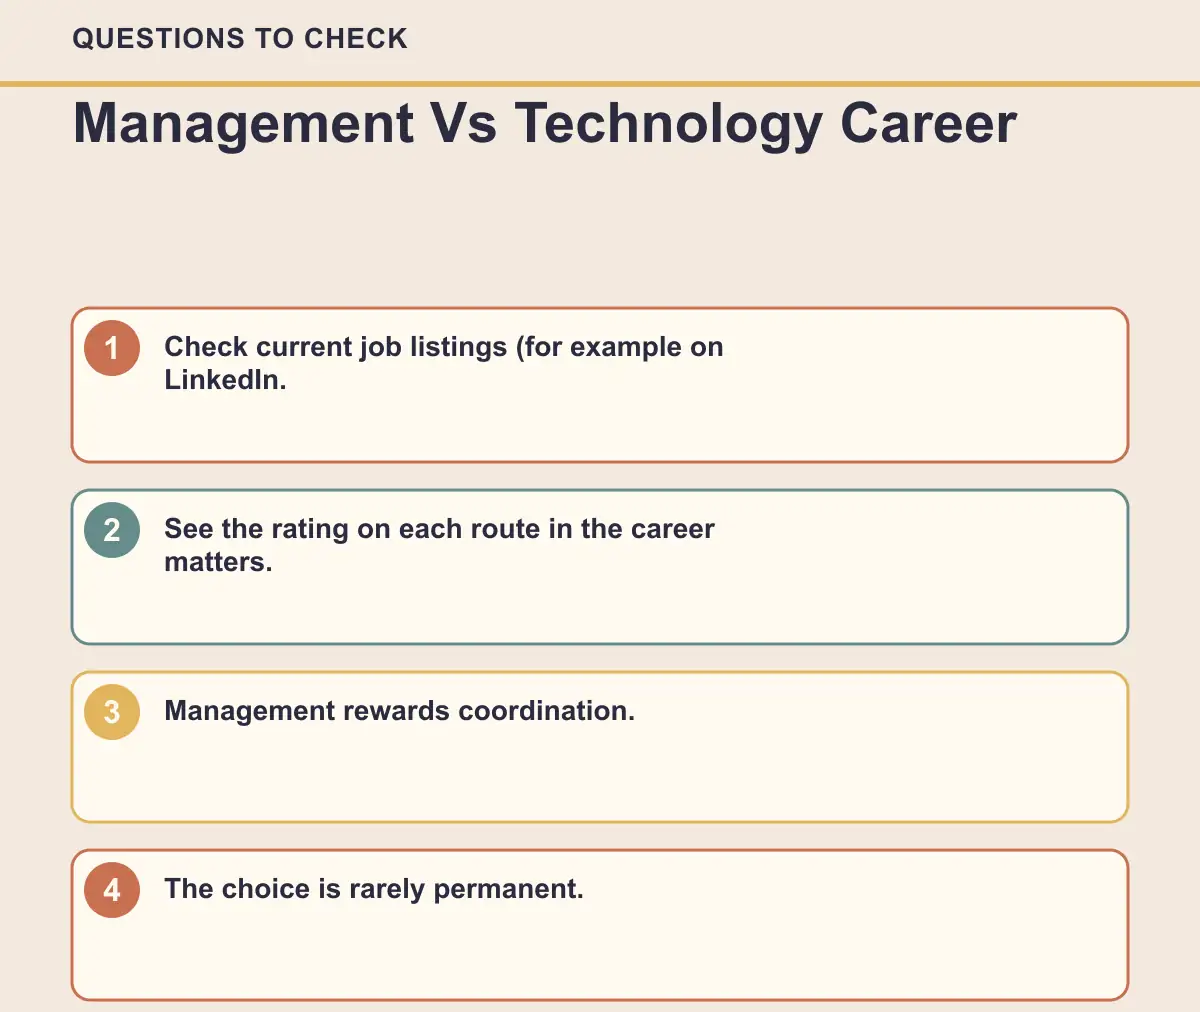 QUESTIONS TO CHECK
Management Vs Technology Career
1
Check current job listings (for example on
LinkedIn.
2
See the rating on each route in the career
matters.
3
Management rewards coordination.
4
The choice is rarely permanent.